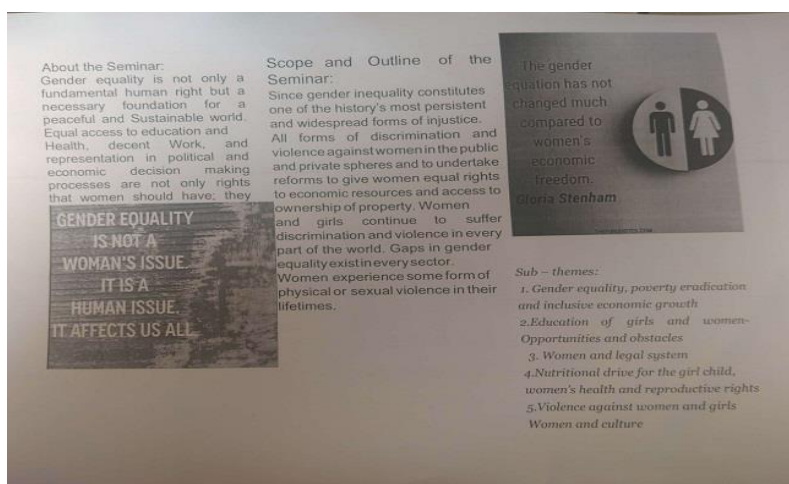 About the Seminar:
Gender equality is not only a
fundamental human right but a
necessary foundation for a
peaceful and Sustainable world.
Equal access to education and
Health, decent Work, and
representation in political and
economic decision making
processes are not only rights
that women should have; they
GENDER EQUALITY
IS NOT A
WOMAN'S ISSUE
IT IS A
HUMAN ISSUE.
IT AFFECTS US ALL.
Scope and Outline of the
Seminar:
Since gender inequality constitutes
one of the history's most persistent
and widespread forms of injustice.
All forms of discrimination and
violence against women in the public
and private spheres and to undertake
reforms to give women equal rights
to economic resources and access to
ownership of property. Women
and girls continue to suffer
discrimination and violence in every
part of the world. Gaps in gender
equality exist in every sector.
Women experience some form of
physical or sexual violence in their
lifetimes.
The gender
equation has not
changed much
compared to
women's
economic
freedom.
Gloria Stenham
Sub – themes:
1. Gender equality, poverty eradication
and inclusive economic growth
2.Education of girls and women-
Opportunities and obstacles
3. Women and legal system
4.Nutritional drive for the girl child,
women's health and reproductive rights
5.Violence against women and girls
Women and culture